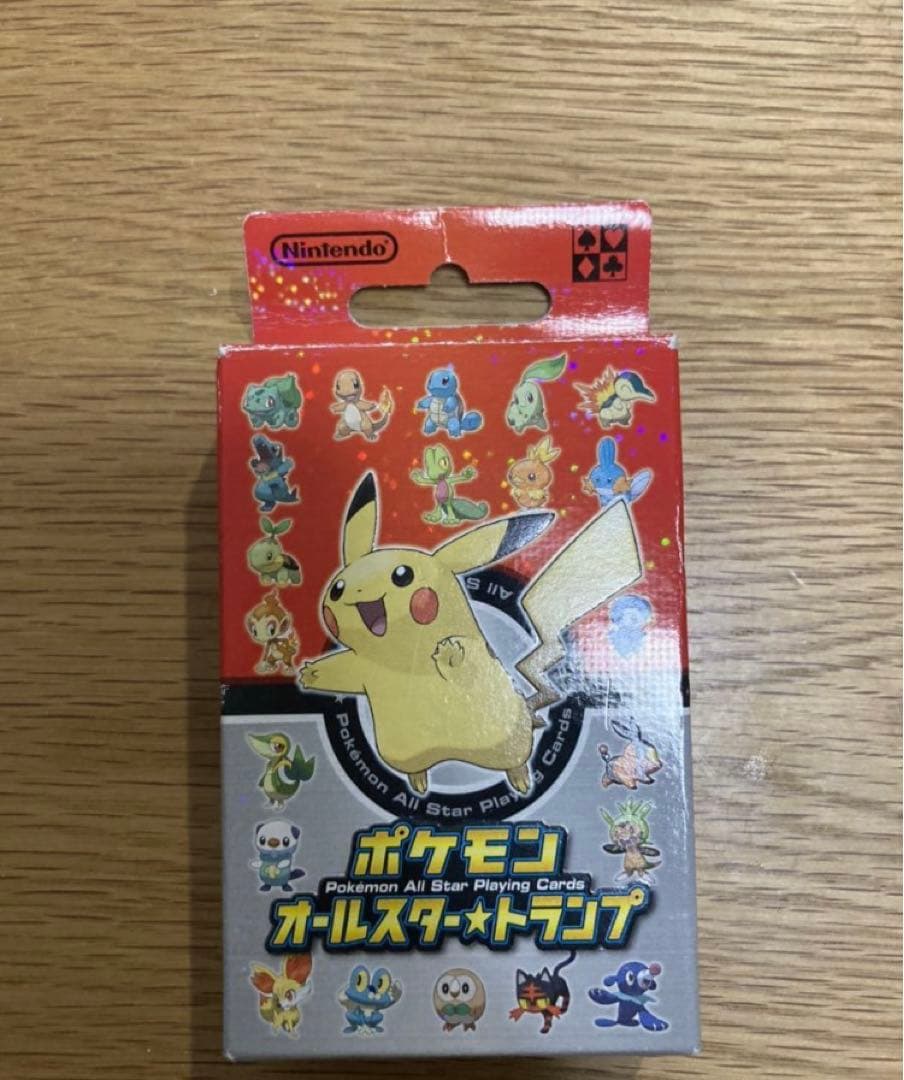 Nintendo®
All S
★ Pokémon All Star Playing Cards
ポケモン
Pokémon All Star Playing Cards
オールスター★トランプ